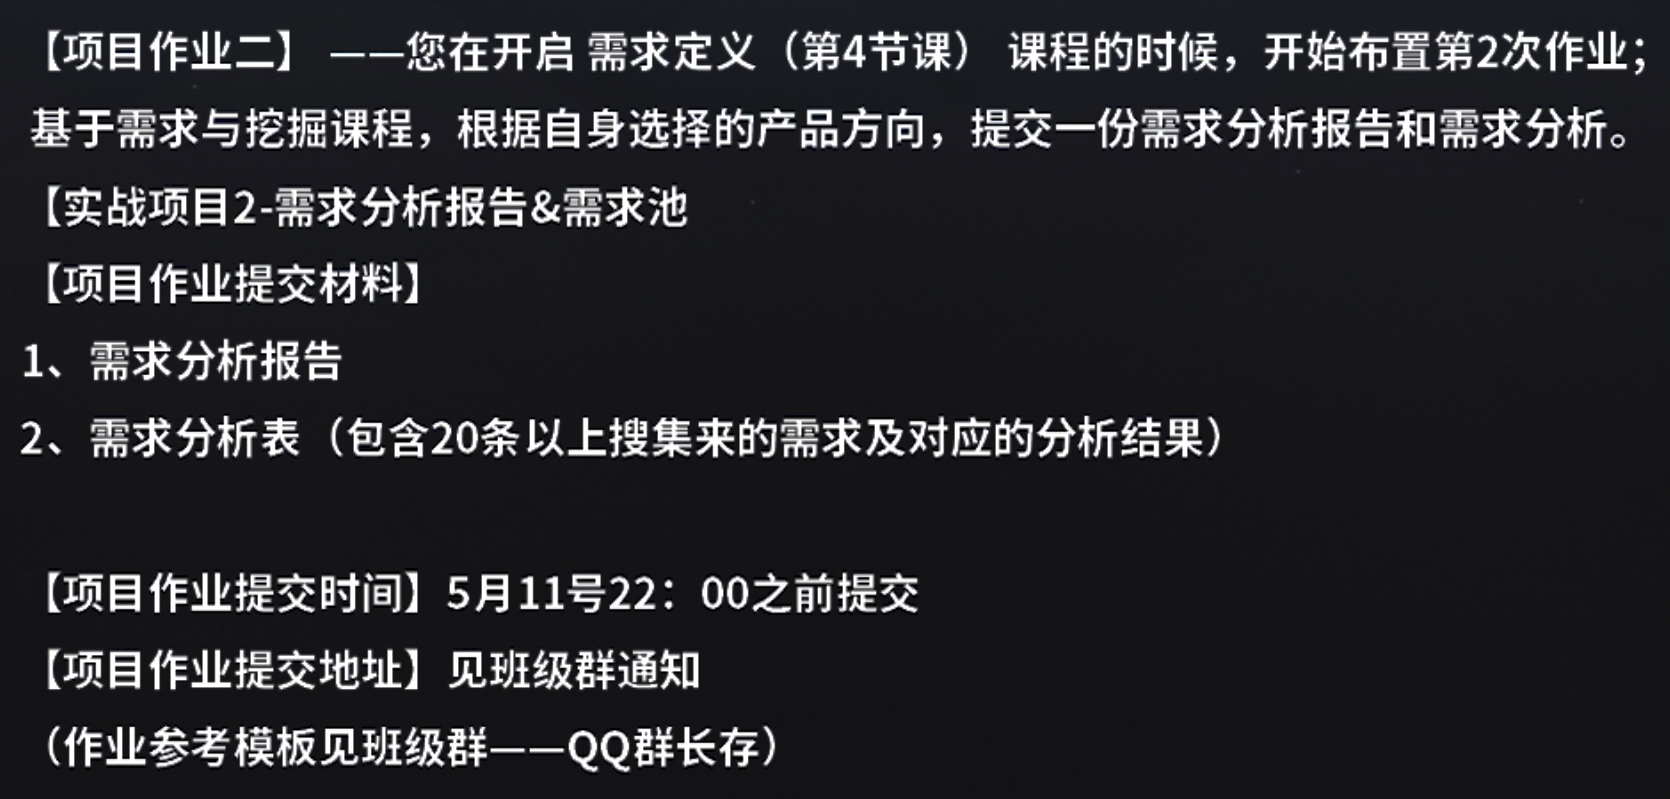 【项目作业二】 ——您在开启 需求定义（第4节课） 课程的时候，开始布置第2次作业；
基于需求与挖掘课程，根据自身选择的产品方向，提交一份需求分析报告和需求分析。
【实战项目2-需求分析报告&需求池
【项目作业提交材料】
1、需求分析报告
2、需求分析表（包含20条以上搜集来的需求及对应的分析结果）
【项目作业提交时间】5月11号22：00之前提交
【项目作业提交地址】见班级群通知
（作业参考模板见班级群——QQ群长存）